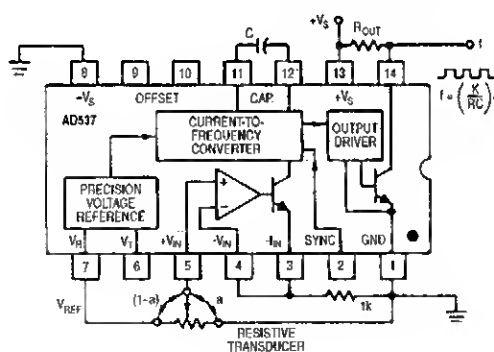 +VS
ROUT
C
f
8
9
10
11
12
13
14
f = (K/RC)
-VS
OFFSET
CAP.
+VS
AD537
CURRENT-TO-
FREQUENCY
CONVERTER
OUTPUT
DRIVER
PRECISION
VOLTAGE
REFERENCE
+
-
VR
VT
+VIN
-VIN
-IIN
SYNC
GND
7
6
5
4
3
2
1
VREF
(1-a)
a
1k
RESISTIVE
TRANSDUCER